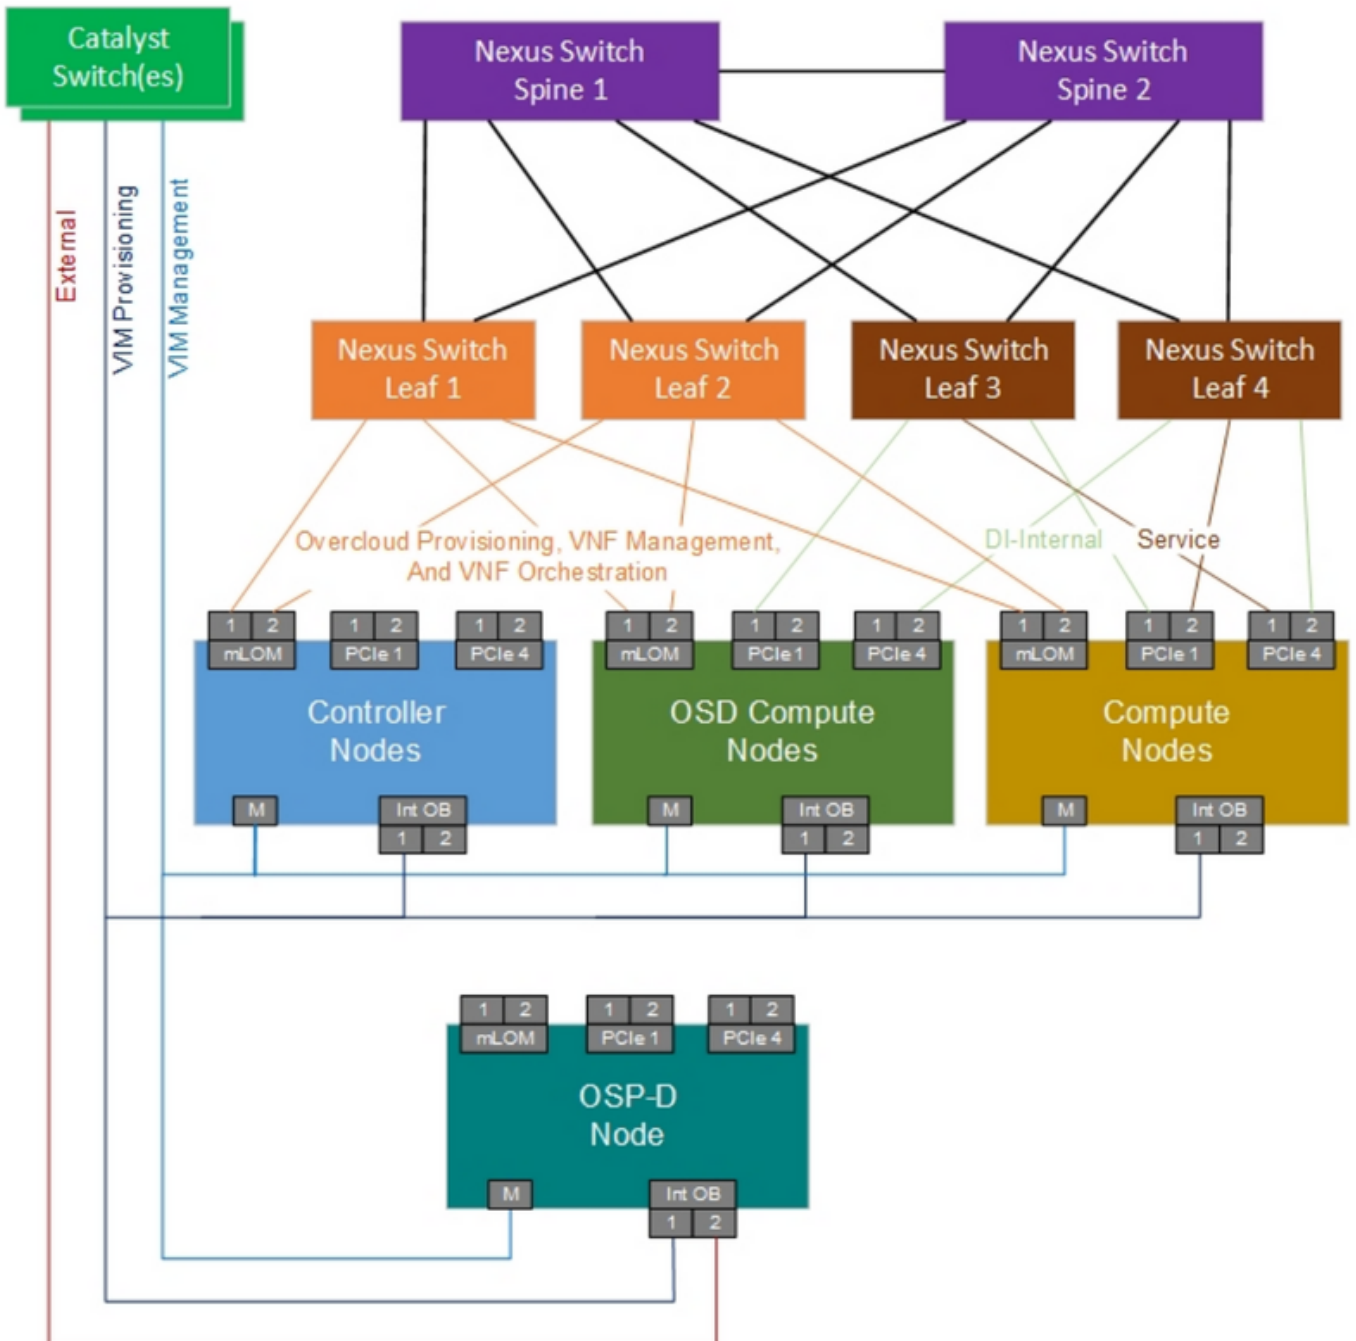 Catalyst
Switch(es)
Nexus Switch
Spine 1
Nexus Switch
Spine 2
External
VIM Provisioning
VIM Management
Nexus Switch
Leaf 1
Nexus Switch
Leaf 2
Nexus Switch
Leaf 3
Nexus Switch
Leaf 4
Overcloud Provisioning, VNF Management,
And VNF Orchestration
DI-Internal
Service
1 2
mLOM
1 2
PCIe 1
1 2
PCIe 4
Controller
Nodes
M
Int OB
1 2
1 2
mLOM
1 2
PCIe 1
1 2
PCIe 4
OSD Compute
Nodes
M
Int OB
1 2
1 2
mLOM
1 2
PCIe 1
1 2
PCIe 4
Compute
Nodes
M
Int OB
1 2
1 2
mLOM
1 2
PCIe 1
1 2
PCIe 4
OSP-D
Node
M
Int OB
1 2